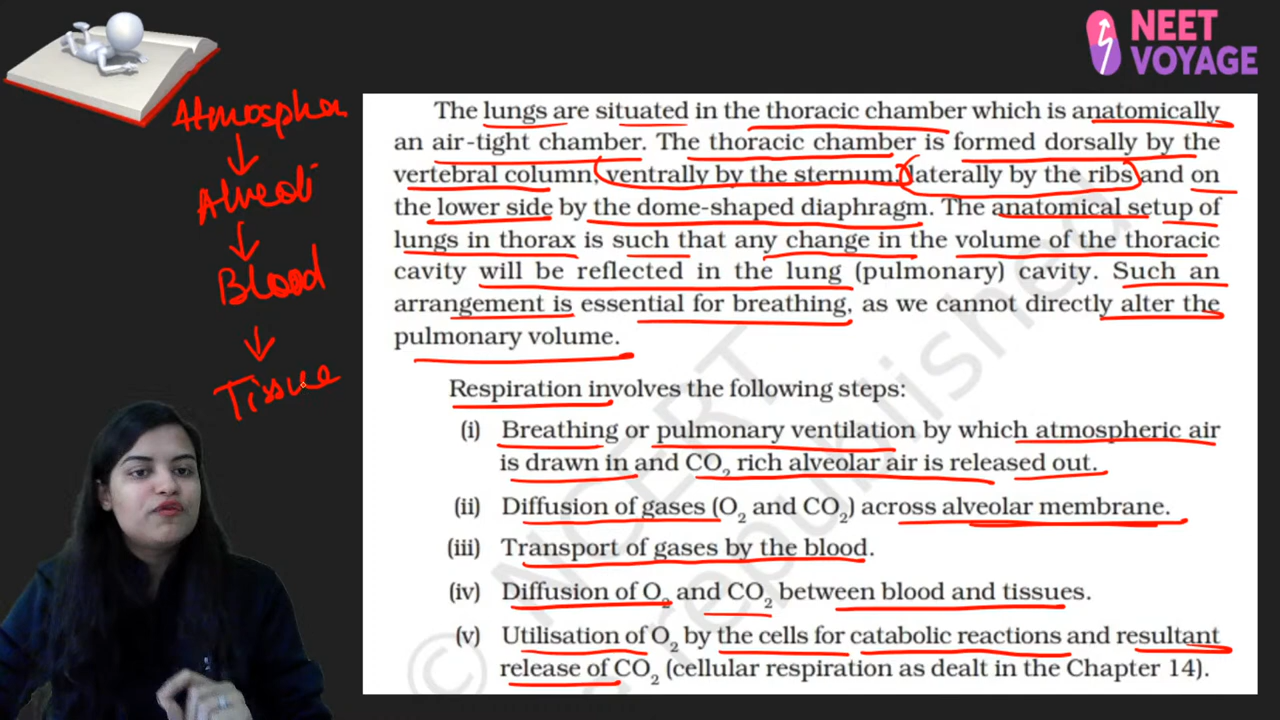 NEET
VOYAGE
Atmospher
↓
Alveoli
↓
Blood
↓
Tissue
The lungs are situated in the thoracic chamber which is anatomically
an air-tight chamber. The thoracic chamber is formed dorsally by the
vertebral column, ventrally by the sternum, laterally by the ribs and on
the lower side by the dome-shaped diaphragm. The anatomical setup of
lungs in thorax is such that any change in the volume of the thoracic
cavity will be reflected in the lung (pulmonary) cavity. Such an
arrangement is essential for breathing, as we cannot directly alter the
pulmonary volume.
Respiration involves the following steps:
(i) Breathing or pulmonary ventilation by which atmospheric air
is drawn in and CO₂ rich alveolar air is released out.
(ii) Diffusion of gases (O₂ and CO₂) across alveolar membrane.
(iii) Transport of gases by the blood.
(iv) Diffusion of O₂ and CO₂ between blood and tissues.
(v) Utilisation of O₂ by the cells for catabolic reactions and resultant
release of CO₂ (cellular respiration as dealt in the Chapter 14).
© NCERT
republished